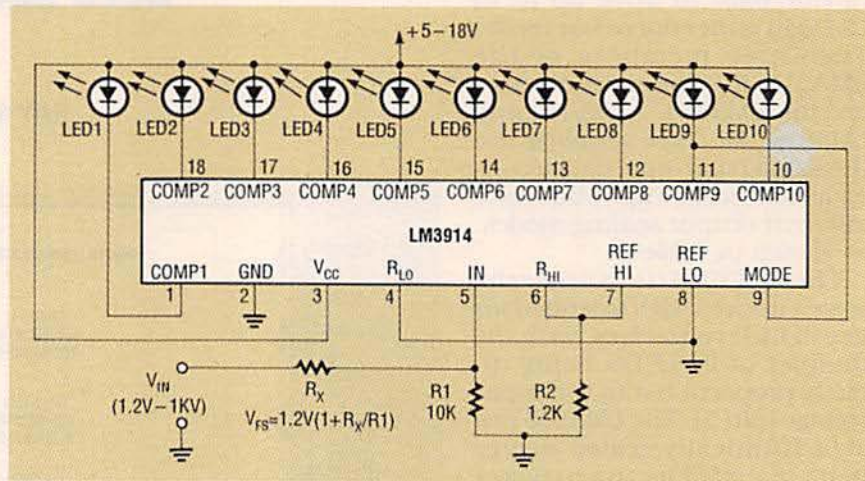 +5–18V
LED1 LED2 LED3 LED4 LED5 LED6 LED7 LED8 LED9 LED10
18 17 16 15 14 13 12 11 10
COMP2 COMP3 COMP4 COMP5 COMP6 COMP7 COMP8 COMP9 COMP10
LM3914
COMP1 GND VCC RLO IN RHI REF HI REF LO MODE
1 2 3 4 5 6 7 8 9
VIN
(1.2V–1KV)
RX
VFS=1.2V(1+RX/R1)
R1
10K
R2
1.2K